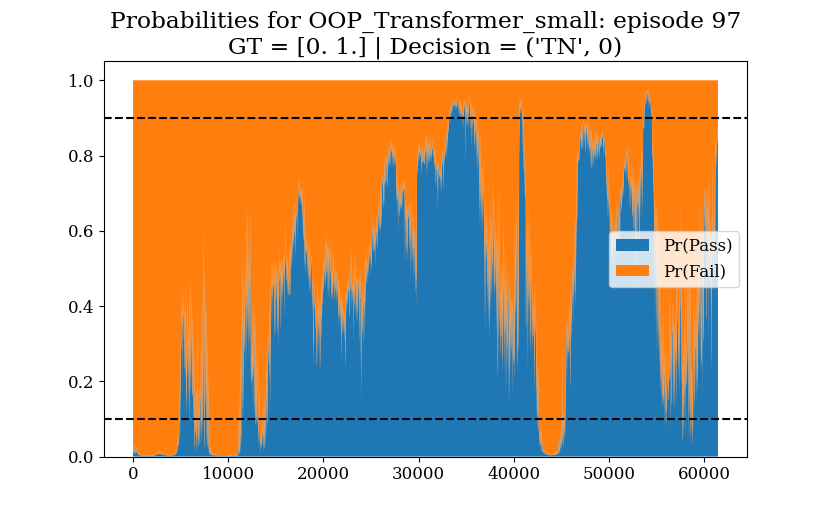 Probabilities for OOP_Transformer_small: episode 97
GT = [0. 1.] | Decision = ('TN', 0)
1.0
0.8
0.6
0.4
0.2
0.0
Pr(Pass)
Pr(Fail)
0 10000 20000 30000 40000 50000 60000